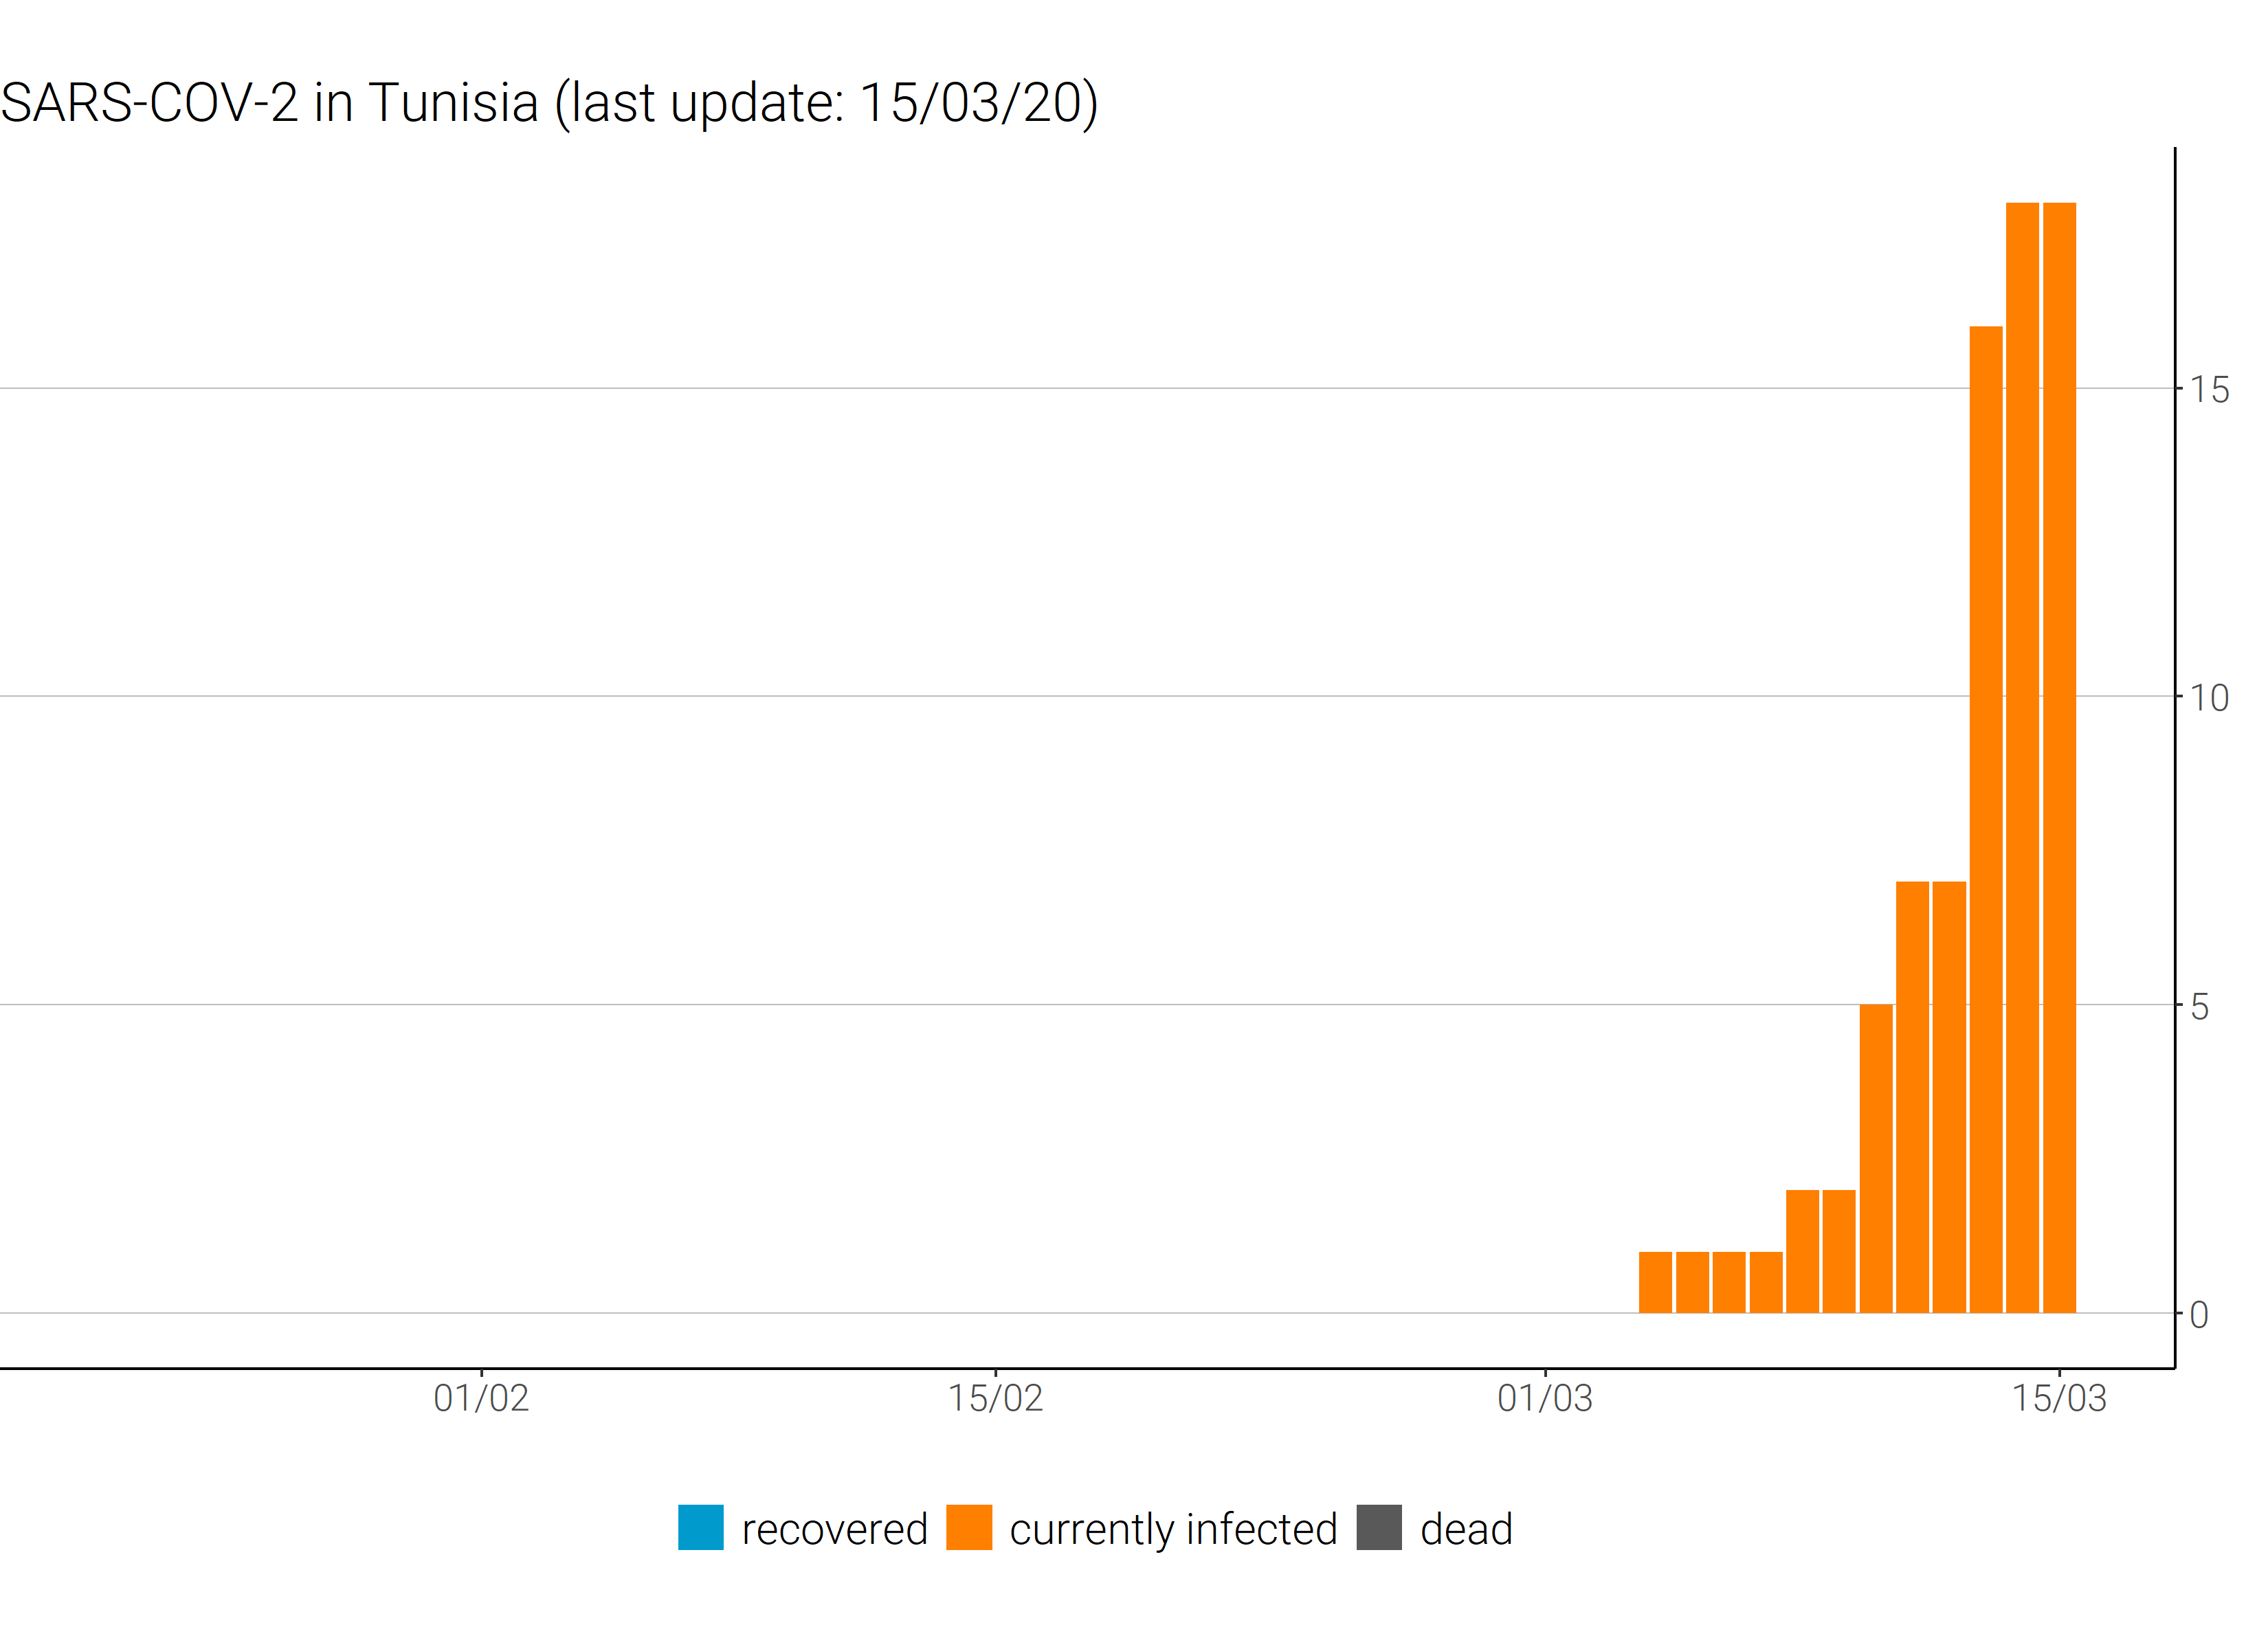 SARS-COV-2 in Tunisia (last update: 15/03/20)
15
10
5
0
01/02 15/02 01/03 15/03
recovered currently infected dead